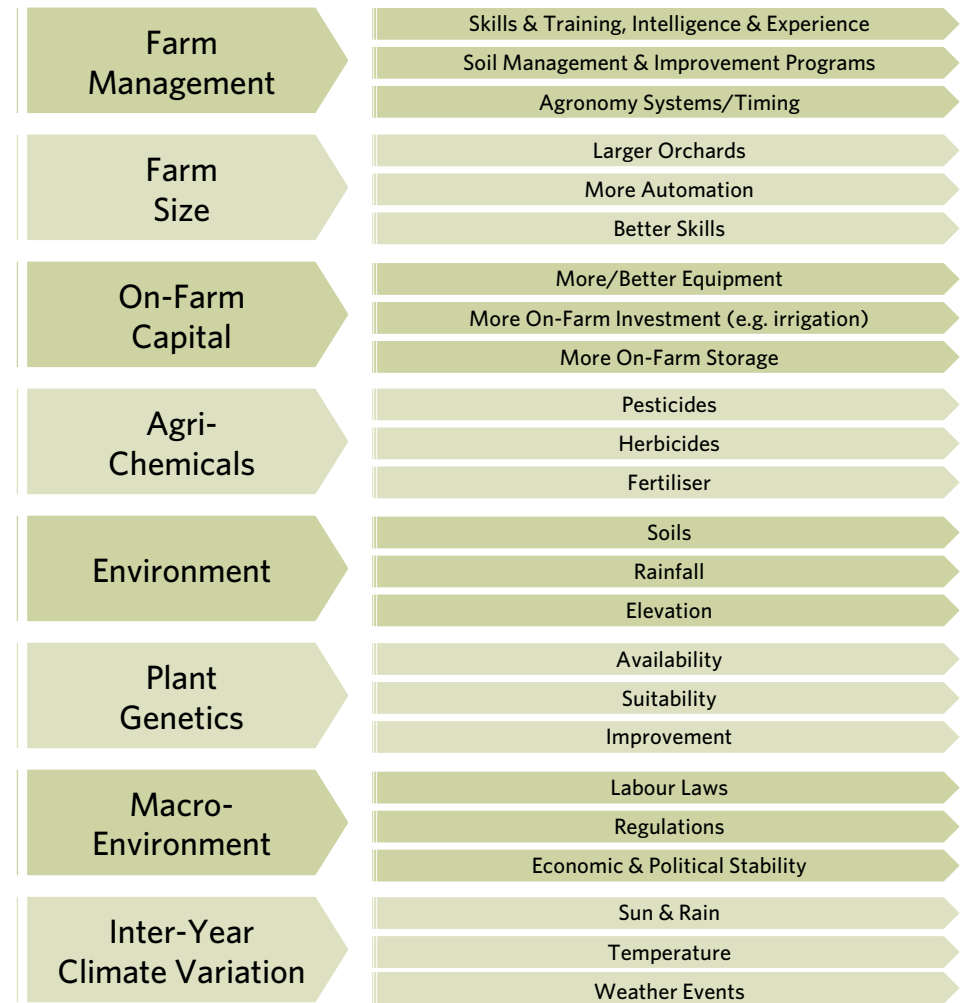 Farm
Management
Skills & Training, Intelligence & Experience
Soil Management & Improvement Programs
Agronomy Systems/Timing
Farm
Size
Larger Orchards
More Automation
Better Skills
On-Farm
Capital
More/Better Equipment
More On-Farm Investment (e.g. irrigation)
More On-Farm Storage
Agri-
Chemicals
Pesticides
Herbicides
Fertiliser
Environment
Soils
Rainfall
Elevation
Plant
Genetics
Availability
Suitability
Improvement
Macro-
Environment
Labour Laws
Regulations
Economic & Political Stability
Inter-Year
Climate Variation
Sun & Rain
Temperature
Weather Events